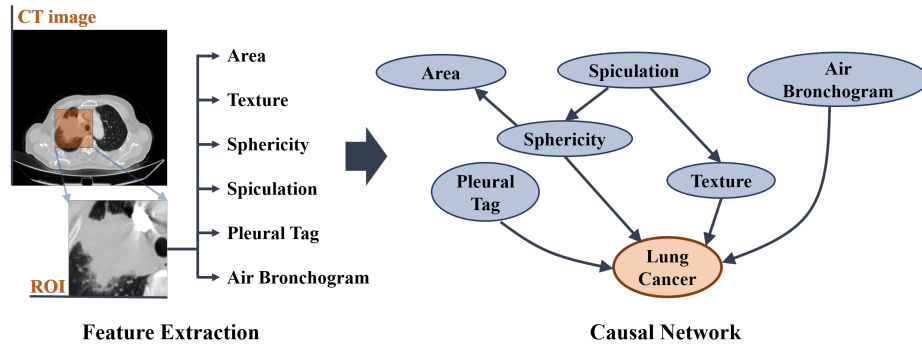 CT image
ROI
Area
Texture
Sphericity
Spiculation
Pleural Tag
Air Bronchogram
Feature Extraction
Area
Spiculation
Air
Bronchogram
Sphericity
Pleural
Tag
Texture
Lung
Cancer
Causal Network